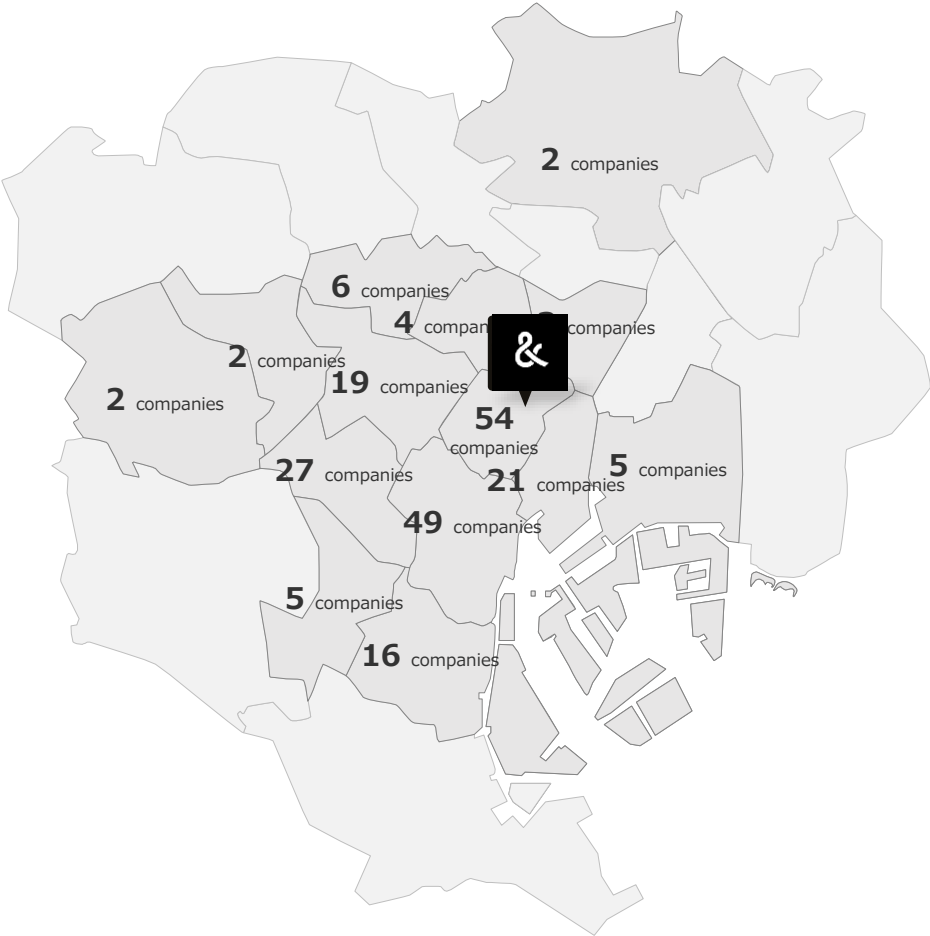 2 companies
6 companies
4 compan
companies
&
2 companies
19 companies
2 companies
54
companies
5 companies
27 companies
21 companies
49 companies
5 companies
16 companies